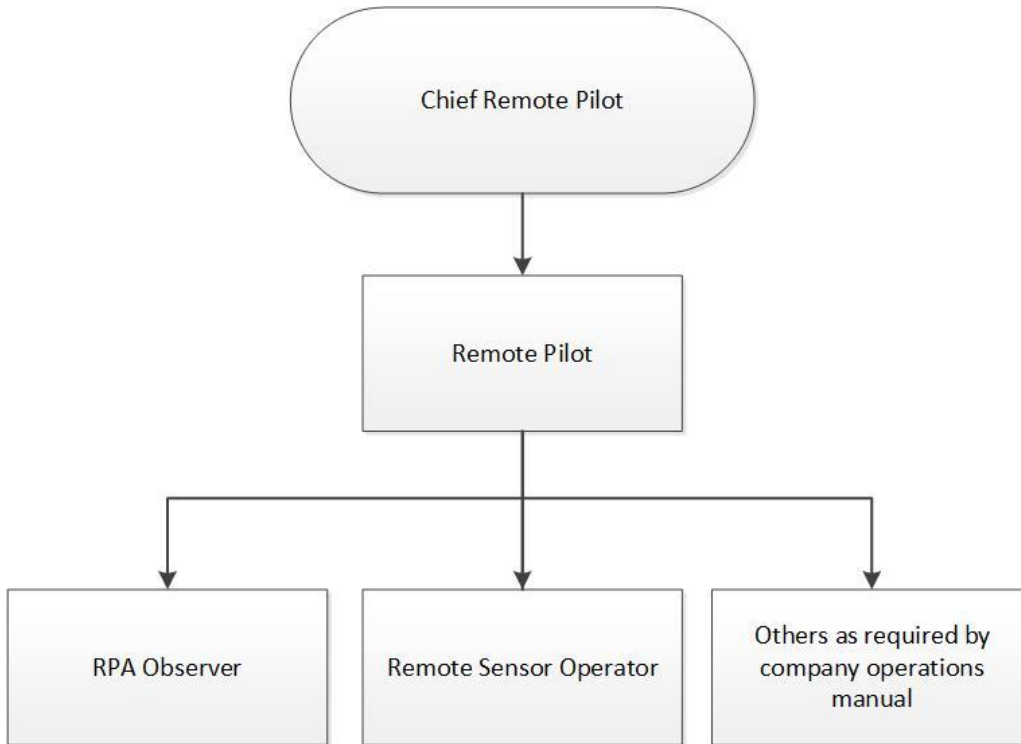 Chief Remote Pilot
Remote Pilot
RPA Observer
Remote Sensor Operator
Others as required by
company operations
manual